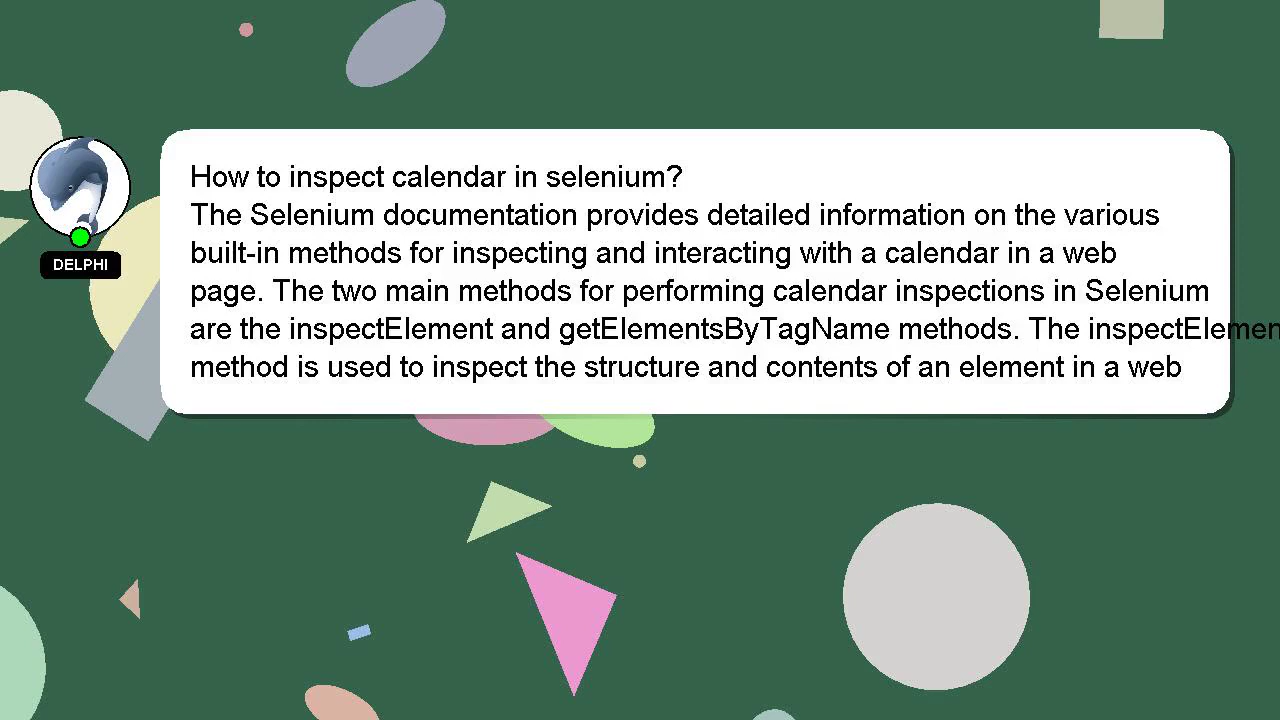 How to inspect calendar in selenium?
The Selenium documentation provides detailed information on the various
built-in methods for inspecting and interacting with a calendar in a web
page. The two main methods for performing calendar inspections in Selenium
are the inspectElement and getElementsByTagName methods. The inspectElemen
method is used to inspect the structure and contents of an element in a web
DELPHI